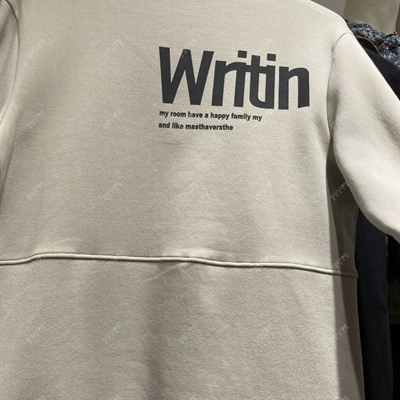 Writin
my room have a happy family my
and like masthaversthe